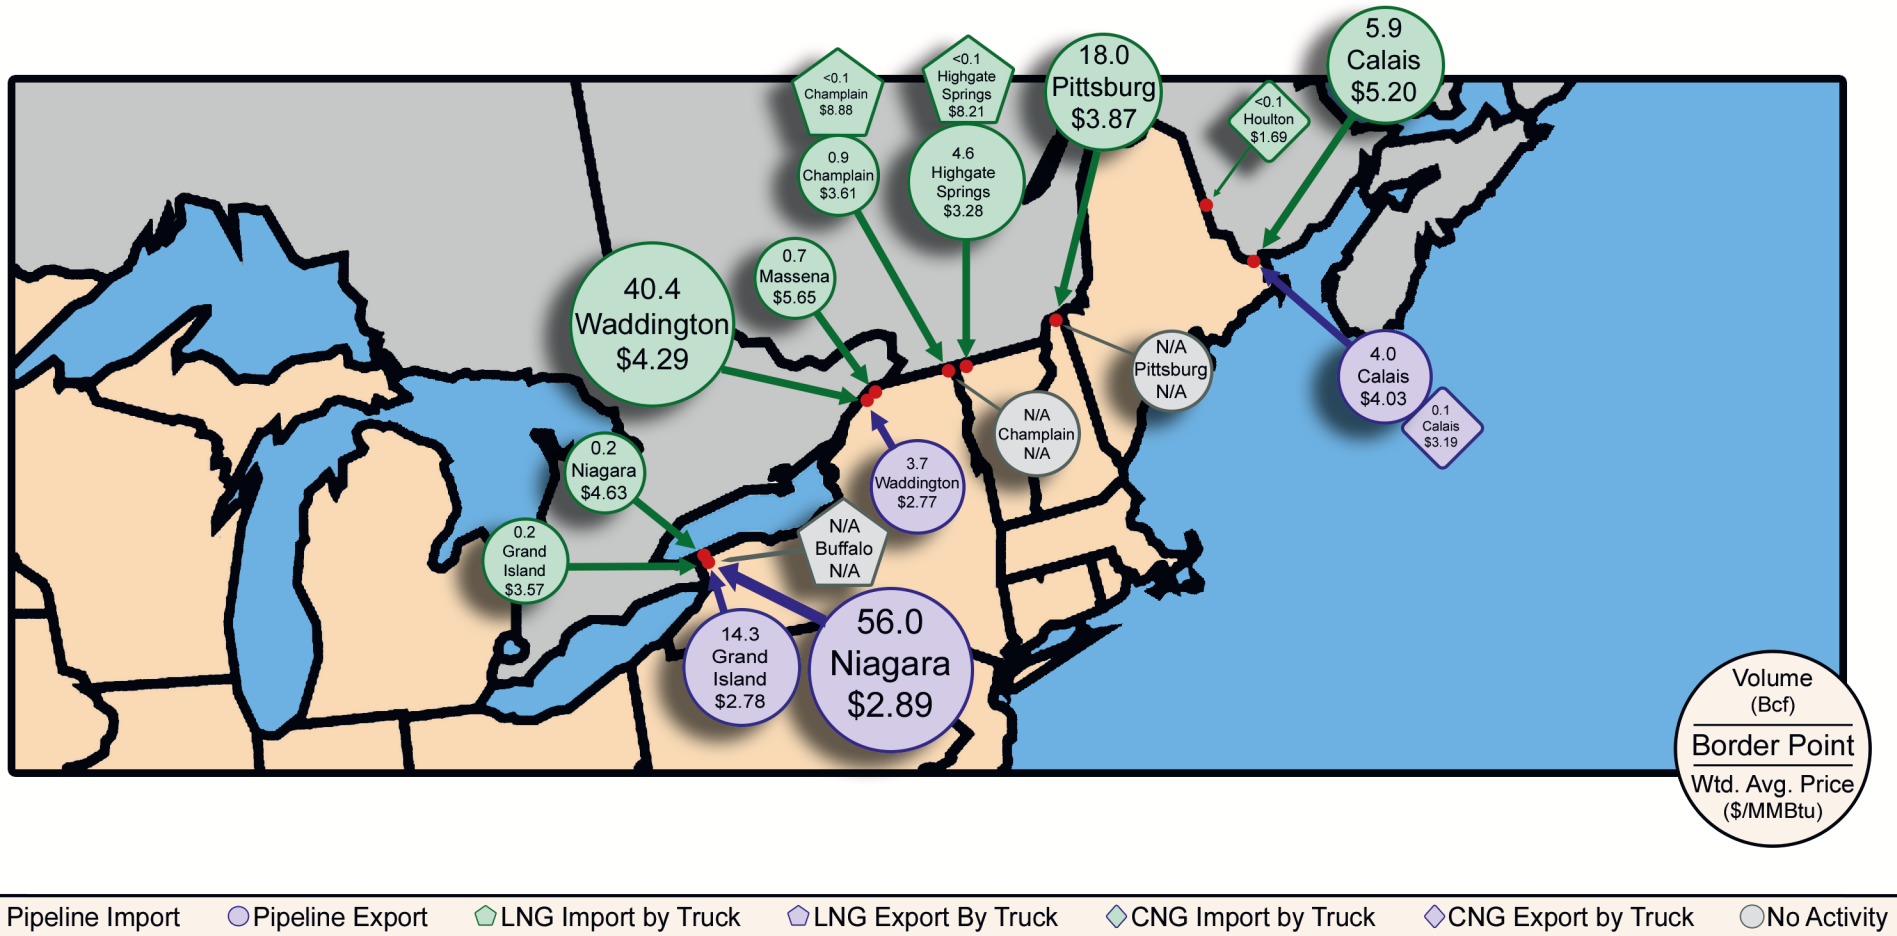 <0.1
Champlain
$8.88
0.9
Champlain
$3.61
<0.1
Highgate
Springs
$8.21
4.6
Highgate
Springs
$3.28
18.0
Pittsburg
$3.87
<0.1
Houlton
$1.69
5.9
Calais
$5.20
40.4
Waddington
$4.29
0.7
Massena
$5.65
N/A
Pittsburg
N/A
4.0
Calais
$4.03
0.1
Calais
$3.19
N/A
Champlain
N/A
0.2
Niagara
$4.63
3.7
Waddington
$2.77
0.2
Grand
Island
$3.57
N/A
Buffalo
N/A
14.3
Grand
Island
$2.78
56.0
Niagara
$2.89
Volume
(Bcf)
Border Point
Wtd. Avg. Price
($/MMBtu)
Pipeline Import
Pipeline Export
LNG Import by Truck
LNG Export By Truck
CNG Import by Truck
CNG Export by Truck
No Activity